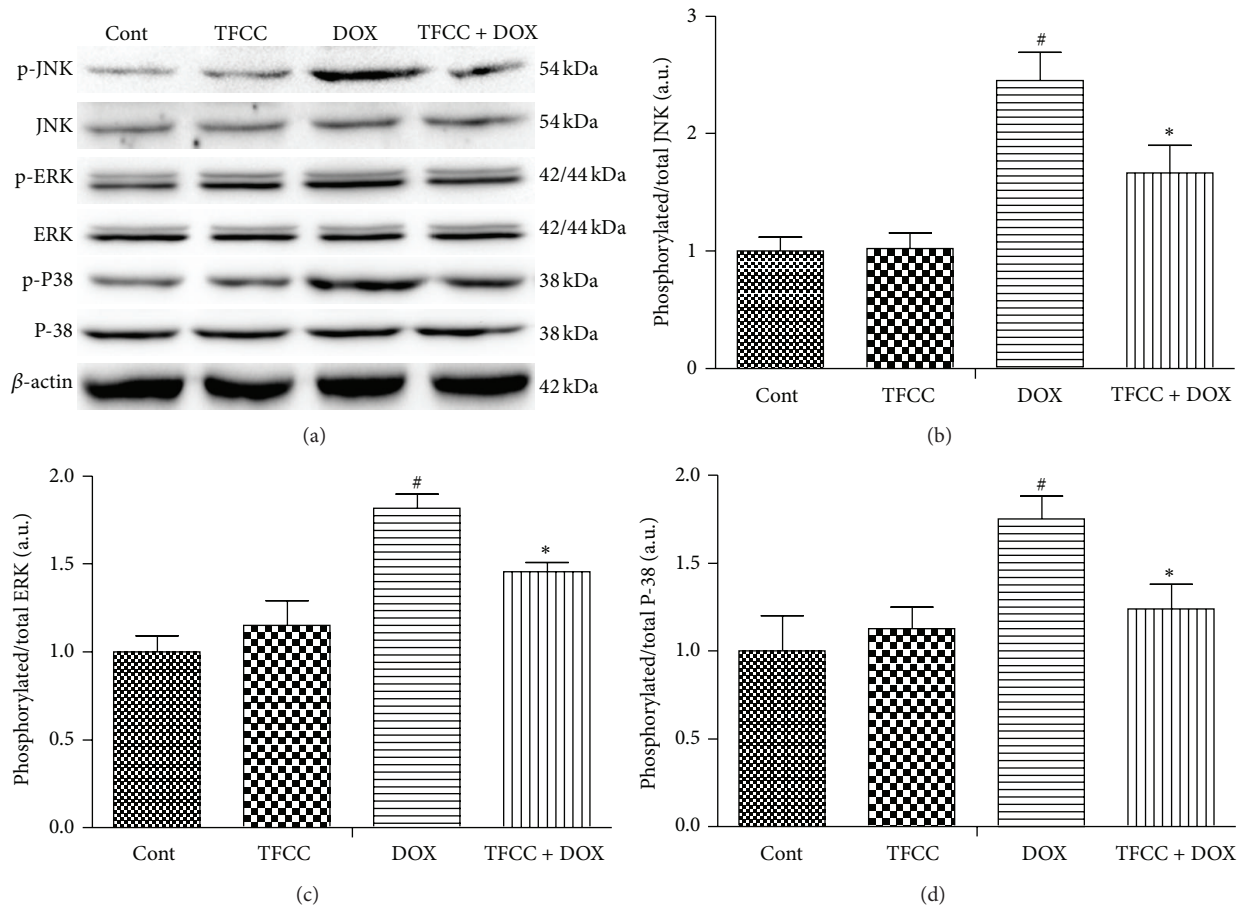 Cont TFCC DOX TFCC + DOX
p-JNK 54 kDa
JNK 54 kDa
p-ERK 42/44 kDa
ERK 42/44 kDa
p-P38 38 kDa
P-38 38 kDa
β-actin 42 kDa
(a)
Phosphorylated/total JNK (a.u.)
3
2
1
0
#
*
Cont TFCC DOX TFCC + DOX
(b)
Phosphorylated/total ERK (a.u.)
2.0
1.5
1.0
0.5
0.0
#
*
Cont TFCC DOX TFCC + DOX
(c)
Phosphorylated/total P-38 (a.u.)
2.0
1.5
1.0
0.5
0.0
#
*
Cont TFCC DOX TFCC + DOX
(d)